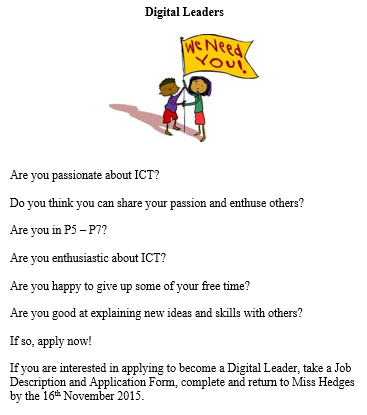 Digital Leaders
We Need
YOU!
Are you passionate about ICT?
Do you think you can share your passion and enthuse others?
Are you in P5 – P7?
Are you enthusiastic about ICT?
Are you happy to give up some of your free time?
Are you good at explaining new ideas and skills with others?
If so, apply now!
If you are interested in applying to become a Digital Leader, take a Job
Description and Application Form, complete and return to Miss Hedges
by the 16th November 2015.